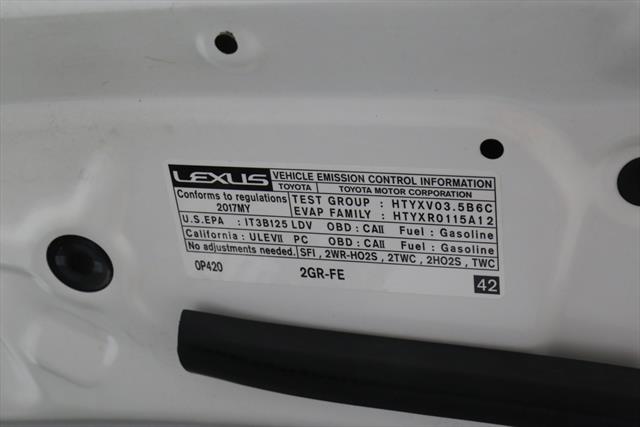 LEXUS VEHICLE EMISSION CONTROL INFORMATION
TOYOTA TOYOTA MOTOR CORPORATION
Conforms to regulations
2017MY
TEST GROUP : HTYXV03.5B6C
EVAP FAMILY : HTYXR0115A12
U.S.EPA : IT3B125 LDV OBD : CAII Fuel : Gasoline
California : ULEVII PC OBD : CAII Fuel : Gasoline
No adjustments needed. SFI , 2WR-HO2S , 2TWC , 2HO2S , TWC
0P420 2GR-FE 42